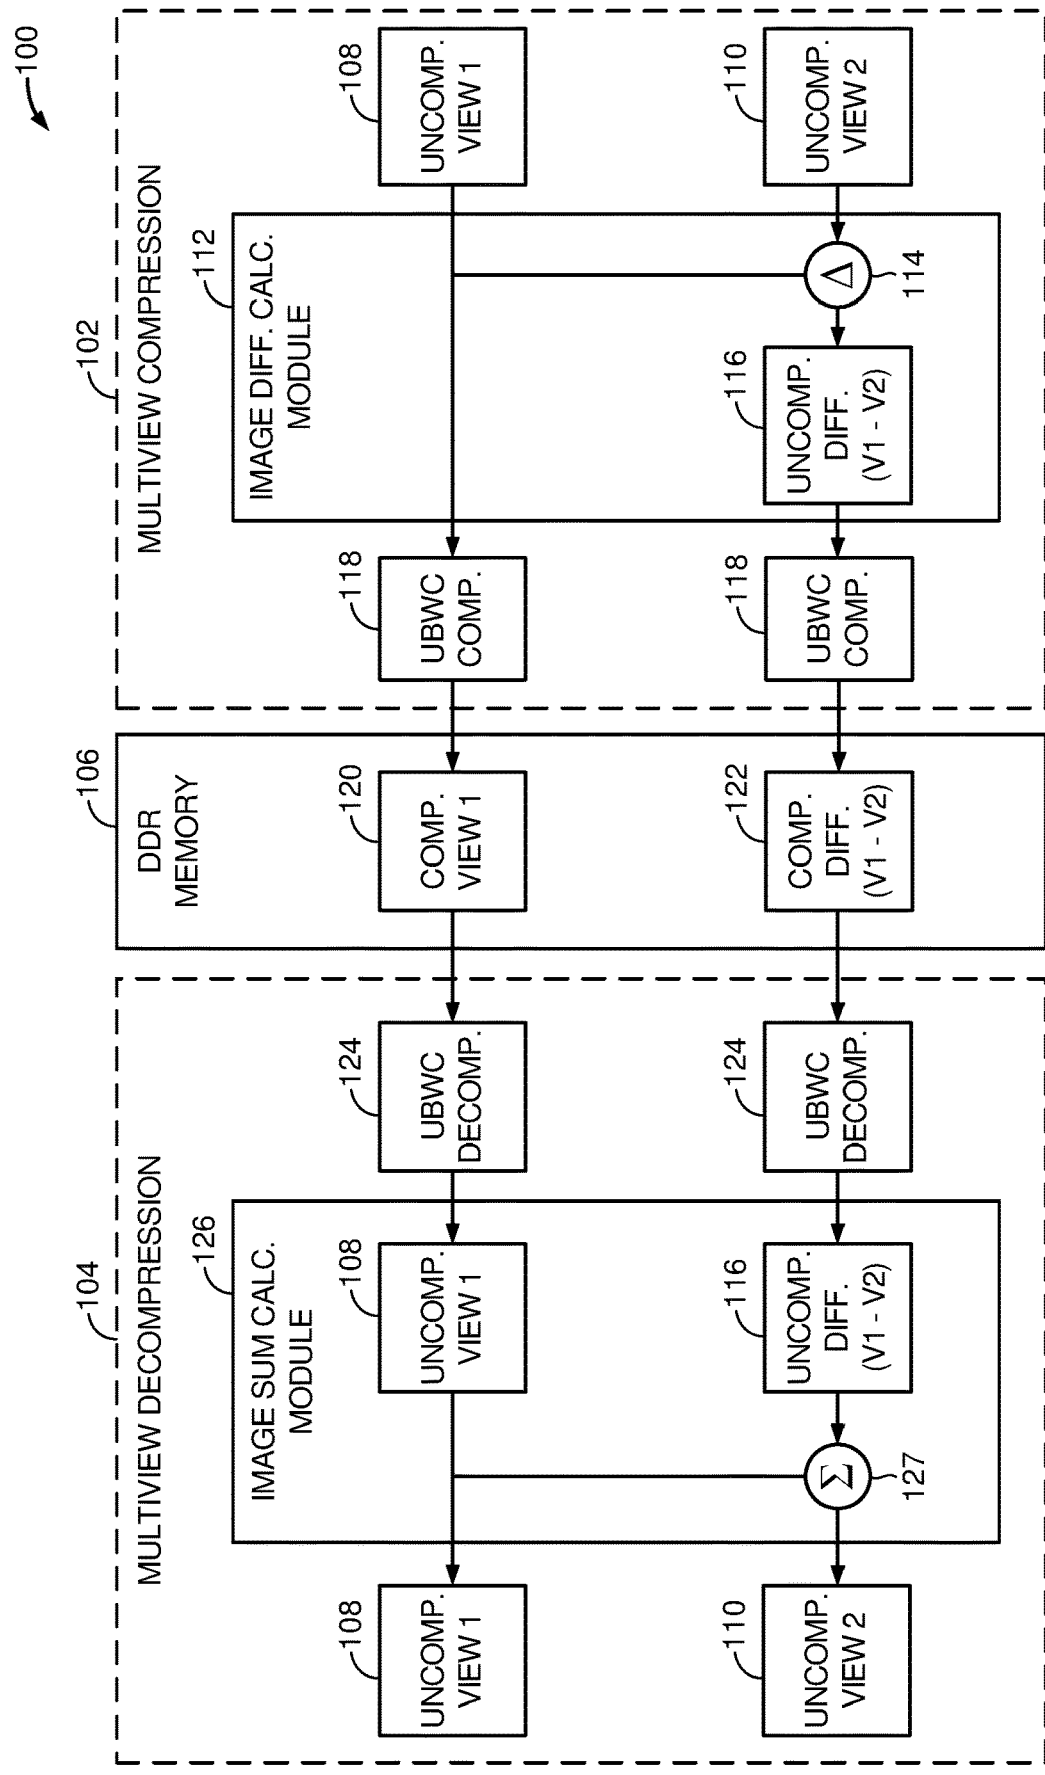 100
104
MULTIVIEW DECOMPRESSION
126
IMAGE SUM CALC.
MODULE
108
UNCOMP.
VIEW 1
108
UNCOMP.
VIEW 1
124
UBWC
DECOMP.
110
UNCOMP.
VIEW 2
Σ
127
116
UNCOMP.
DIFF.
(V1 - V2)
124
UBWC
DECOMP.
106
DDR
MEMORY
120
COMP.
VIEW 1
122
COMP.
DIFF.
(V1 - V2)
102
MULTIVIEW COMPRESSION
112
IMAGE DIFF. CALC.
MODULE
118
UBWC
COMP.
108
UNCOMP.
VIEW 1
118
UBWC
COMP.
116
UNCOMP.
DIFF.
(V1 - V2)
Δ
114
110
UNCOMP.
VIEW 2